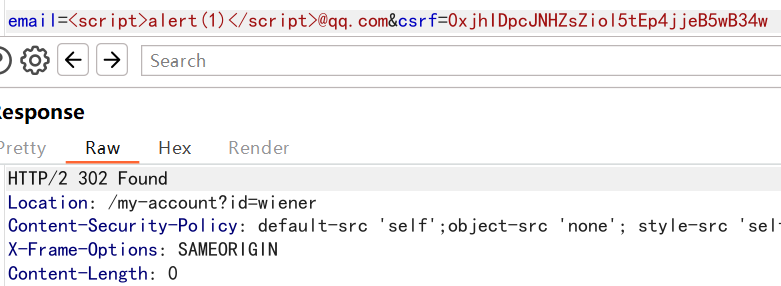 email=<script>alert(1)</script>@qq.com&csrf=OxjhIDpcJNHZsZiol5tEp4jjeB5wB34w
Search
Response
Pretty Raw Hex Render
HTTP/2 302 Found
Location: /my-account?id=wiener
Content-Security-Policy: default-src 'self';object-src 'none'; style-src 'sel
X-Frame-Options: SAMEORIGIN
Content-Length: 0